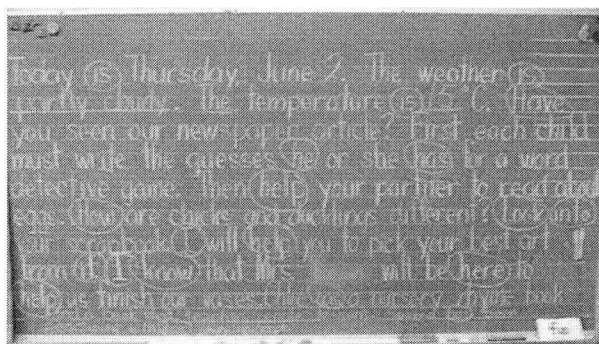 Today is Thursday, June 2. The weather is
partly cloudy. The temperature is 15°C. Have
you seen our newspaper article? First each child
must write the guesses he or she has for a word
detective game. Then help your partner to read about
eggs. How are chicks and ducklings different? Look into
your scrapbook. I will help you to pick your best art
from it. I know that Mrs. will be here to
help us finish our vases. nursery rhyme book